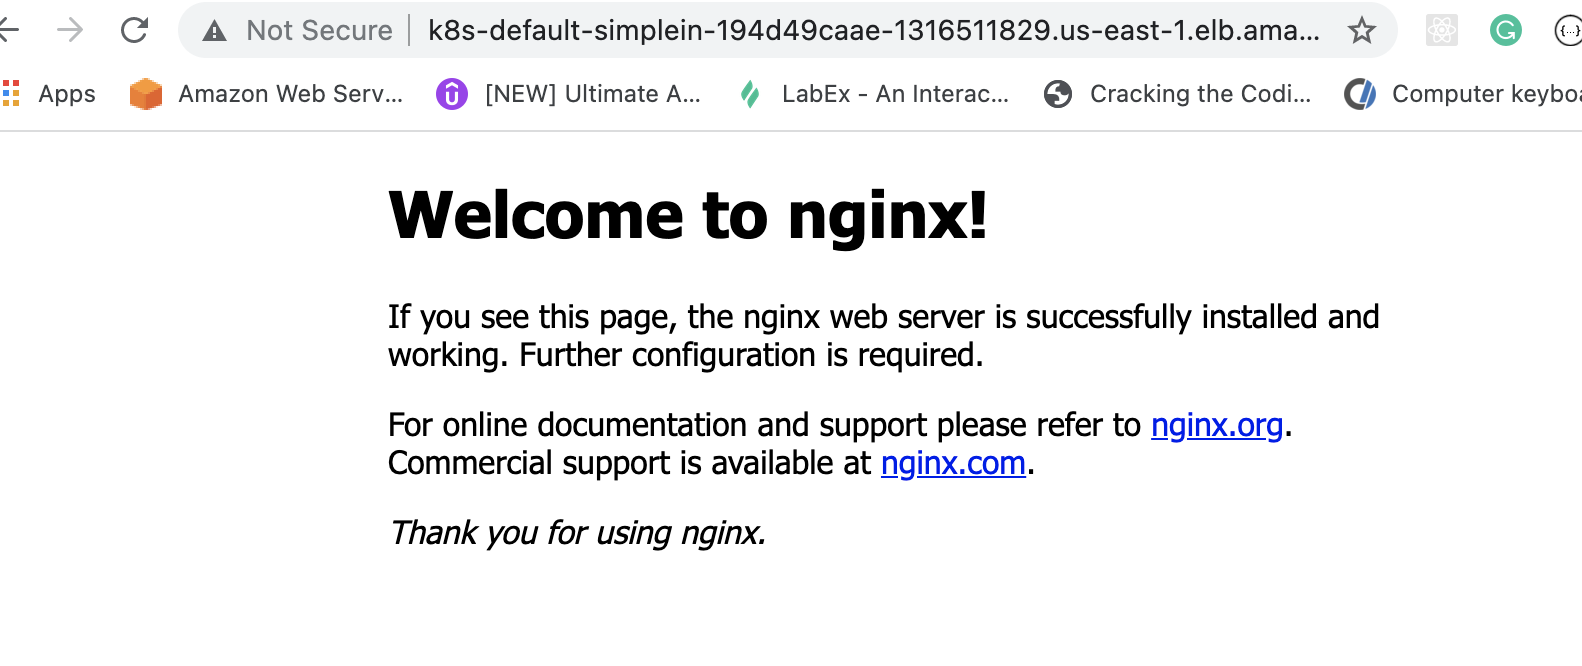 Not Secure k8s-default-simplein-194d49caae-1316511829.us-east-1.elb.ama...
Apps Amazon Web Serv... [NEW] Ultimate A... LabEx - An Interac... Cracking the Codi... Computer keyboa
Welcome to nginx!
If you see this page, the nginx web server is successfully installed and
working. Further configuration is required.
For online documentation and support please refer to nginx.org.
Commercial support is available at nginx.com.
Thank you for using nginx.